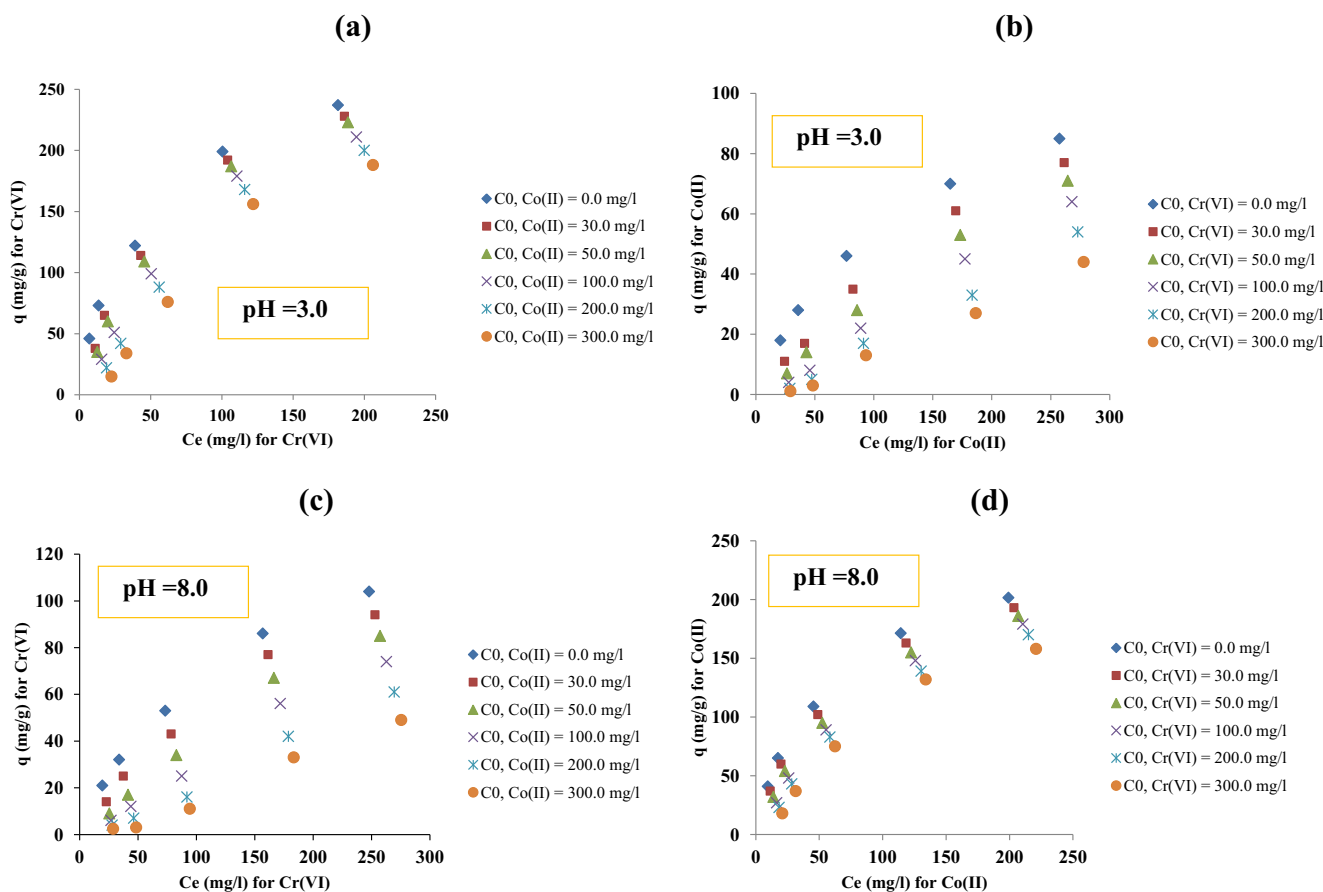 (a)
q (mg/g) for Cr(VI)
250
200
150
100
50
0
0 50 100 150 200 250
Ce (mg/l) for Cr(VI)
pH =3.0
C0, Co(II) = 0.0 mg/l
C0, Co(II) = 30.0 mg/l
C0, Co(II) = 50.0 mg/l
C0, Co(II) = 100.0 mg/l
C0, Co(II) = 200.0 mg/l
C0, Co(II) = 300.0 mg/l
(b)
q (mg/g) for Co(II)
100
80
60
40
20
0
0 50 100 150 200 250 300
Ce (mg/l) for Co(II)
pH =3.0
C0, Cr(VI) = 0.0 mg/l
C0, Cr(VI) = 30.0 mg/l
C0, Cr(VI) = 50.0 mg/l
C0, Cr(VI) = 100.0 mg/l
C0, Cr(VI) = 200.0 mg/l
C0, Cr(VI) = 300.0 mg/l
(c)
q (mg/g) for Cr(VI)
120
100
80
60
40
20
0
0 50 100 150 200 250 300
Ce (mg/l) for Cr(VI)
pH =8.0
C0, Co(II) = 0.0 mg/l
C0, Co(II) = 30.0 mg/l
C0, Co(II) = 50.0 mg/l
C0, Co(II) = 100.0 mg/l
C0, Co(II) = 200.0 mg/l
C0, Co(II) = 300.0 mg/l
(d)
q (mg/g) for Co(II)
250
200
150
100
50
0
0 50 100 150 200 250
Ce (mg/l) for Co(II)
pH =8.0
C0, Cr(VI) = 0.0 mg/l
C0, Cr(VI) = 30.0 mg/l
C0, Cr(VI) = 50.0 mg/l
C0, Cr(VI) = 100.0 mg/l
C0, Cr(VI) = 200.0 mg/l
C0, Cr(VI) = 300.0 mg/l